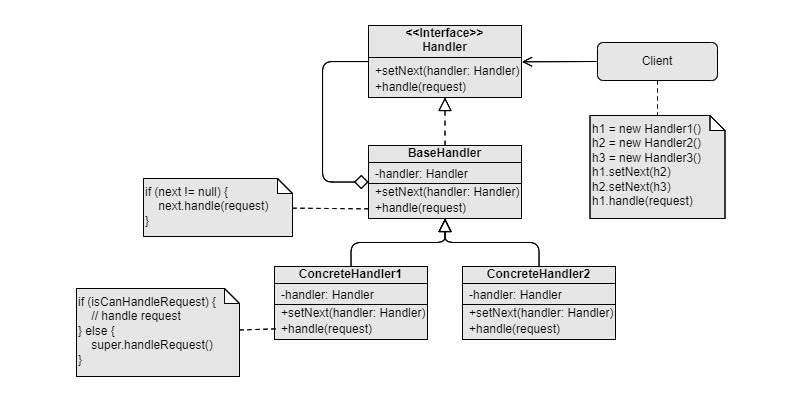 <<Interface>>
Handler
+setNext(handler: Handler)
+handle(request)
Client
h1 = new Handler1()
h2 = new Handler2()
h3 = new Handler3()
h1.setNext(h2)
h2.setNext(h3)
h1.handle(request)
BaseHandler
-handler: Handler
+setNext(handler: Handler)
+handle(request)
if (next != null) {
next.handle(request)
}
ConcreteHandler1
-handler: Handler
+setNext(handler: Handler)
+handle(request)
ConcreteHandler2
-handler: Handler
+setNext(handler: Handler)
+handle(request)
if (isCanHandleRequest) {
// handle request
} else {
super.handleRequest()
}